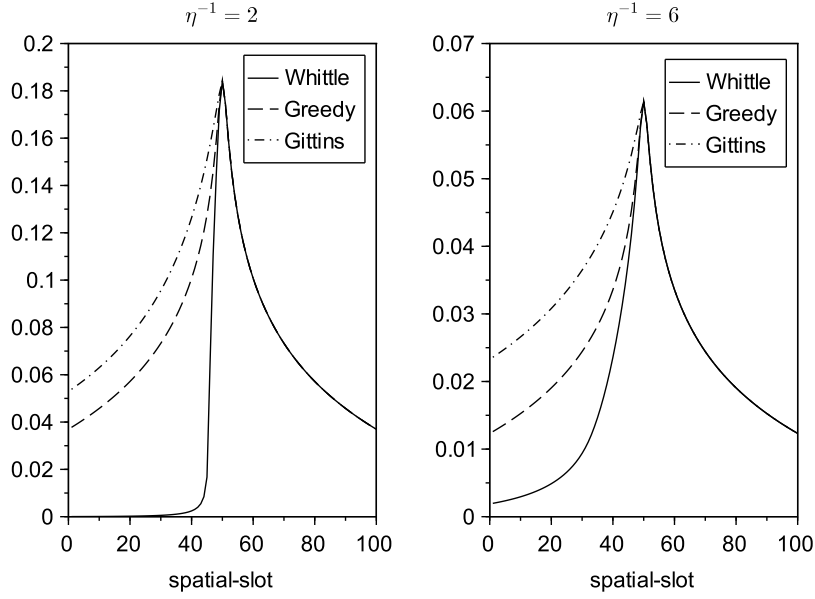 η⁻¹ = 2
0.2
0.18
0.16
0.14
0.12
0.1
0.08
0.06
0.04
0.02
0
Whittle
Greedy
Gittins
0 20 40 60 80 100
spatial-slot
η⁻¹ = 6
0.07
0.06
0.05
0.04
0.03
0.02
0.01
0
Whittle
Greedy
Gittins
0 20 40 60 80 100
spatial-slot